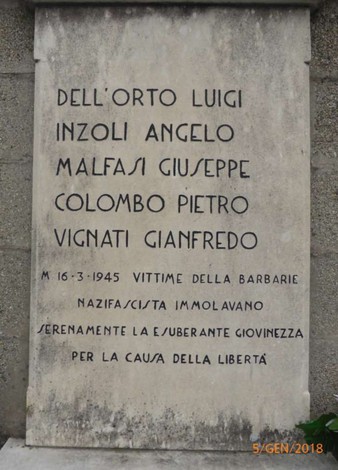 DELL'ORTO LUIGI
INZOLI ANGELO
MALFASI GIUSEPPE
COLOMBO PIETRO
VIGNATI GIANFREDO
M 16-3-1945 VITTIME DELLA BARBARIE
NAZIFASCISTA IMMOLAVANO
SERENAMENTE LA ESUBERANTE GIOVINEZZA
PER LA CAUSA DELLA LIBERTÀ
5/GEN/2018